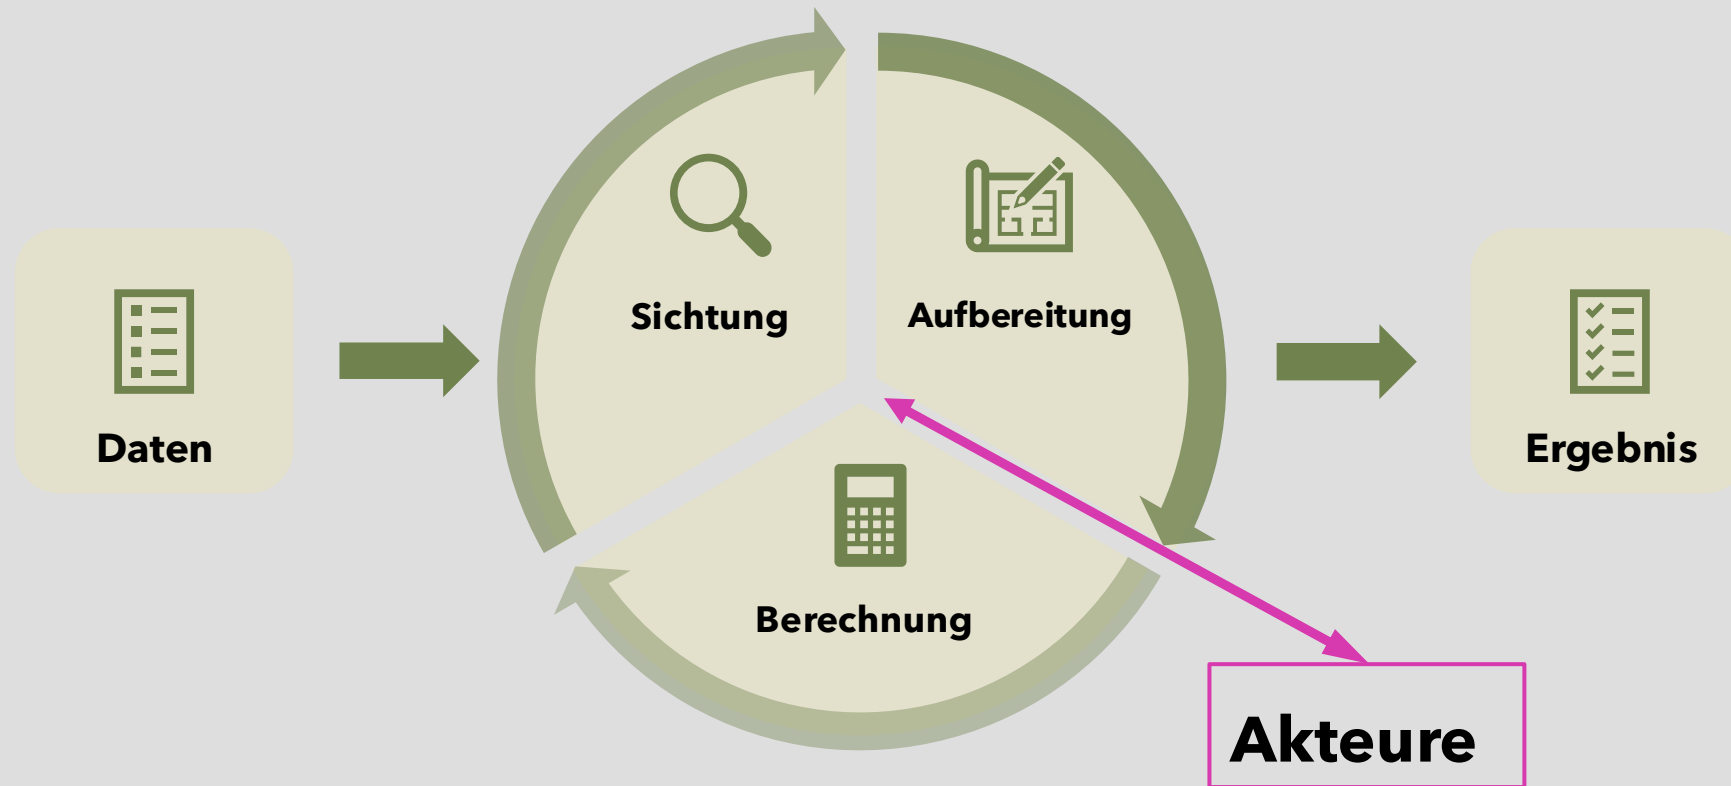 Daten
Sichtung
Aufbereitung
Berechnung
Ergebnis
Akteure